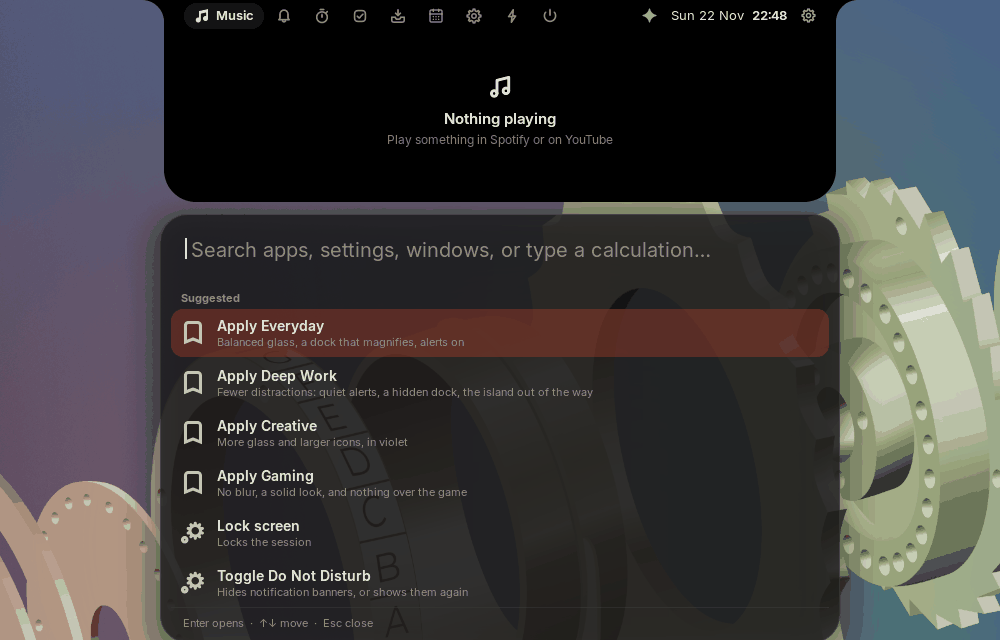 Music
Sun 22 Nov 22:48
Nothing playing
Play something in Spotify or on YouTube
Search apps, settings, windows, or type a calculation...
Suggested
Apply Everyday
Balanced glass, a dock that magnifies, alerts on
Apply Deep Work
Fewer distractions: quiet alerts, a hidden dock, the island out of the way
Apply Creative
More glass and larger icons, in violet
Apply Gaming
No blur, a solid look, and nothing over the game
Lock screen
Locks the session
Toggle Do Not Disturb
Hides notification banners, or shows them again
Enter opens · ↑↓ move · Esc close
E
D
C
B
A